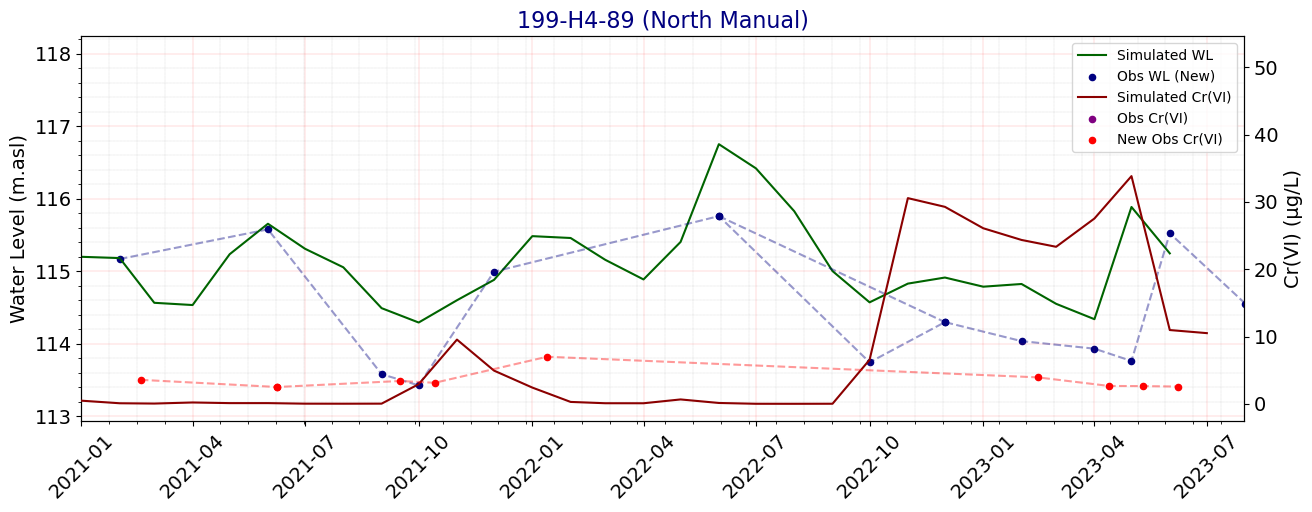 199-H4-89 (North Manual)
Water Level (m.asl)
118
117
116
115
114
113
Simulated WL
Obs WL (New)
Simulated Cr(VI)
Obs Cr(VI)
New Obs Cr(VI)
50
40
30
20
10
0
Cr(VI) (µg/L)
2021-01
2021-04
2021-07
2021-10
2022-01
2022-04
2022-07
2022-10
2023-01
2023-04
2023-07